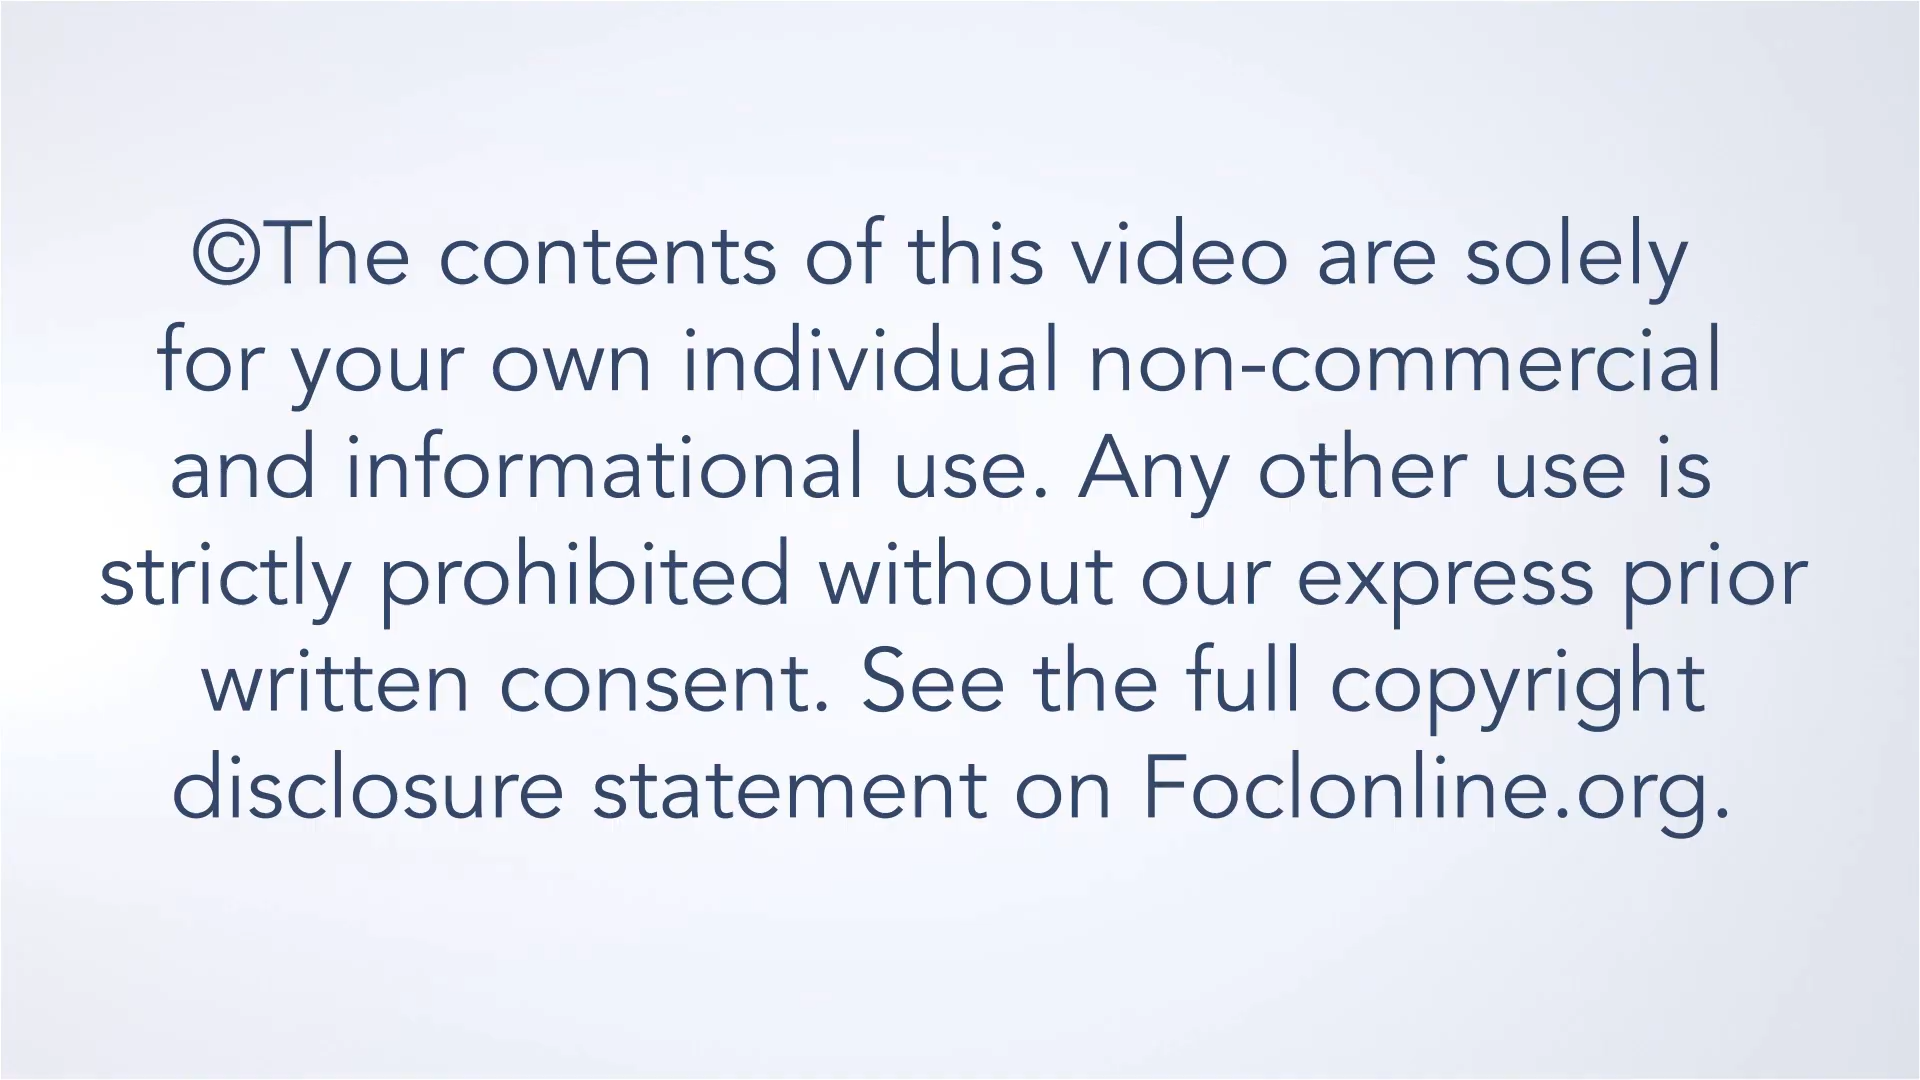 ©The contents of this video are solely
for your own individual non-commercial
and informational use. Any other use is
strictly prohibited without our express prior
written consent. See the full copyright
disclosure statement on Foclonline.org.